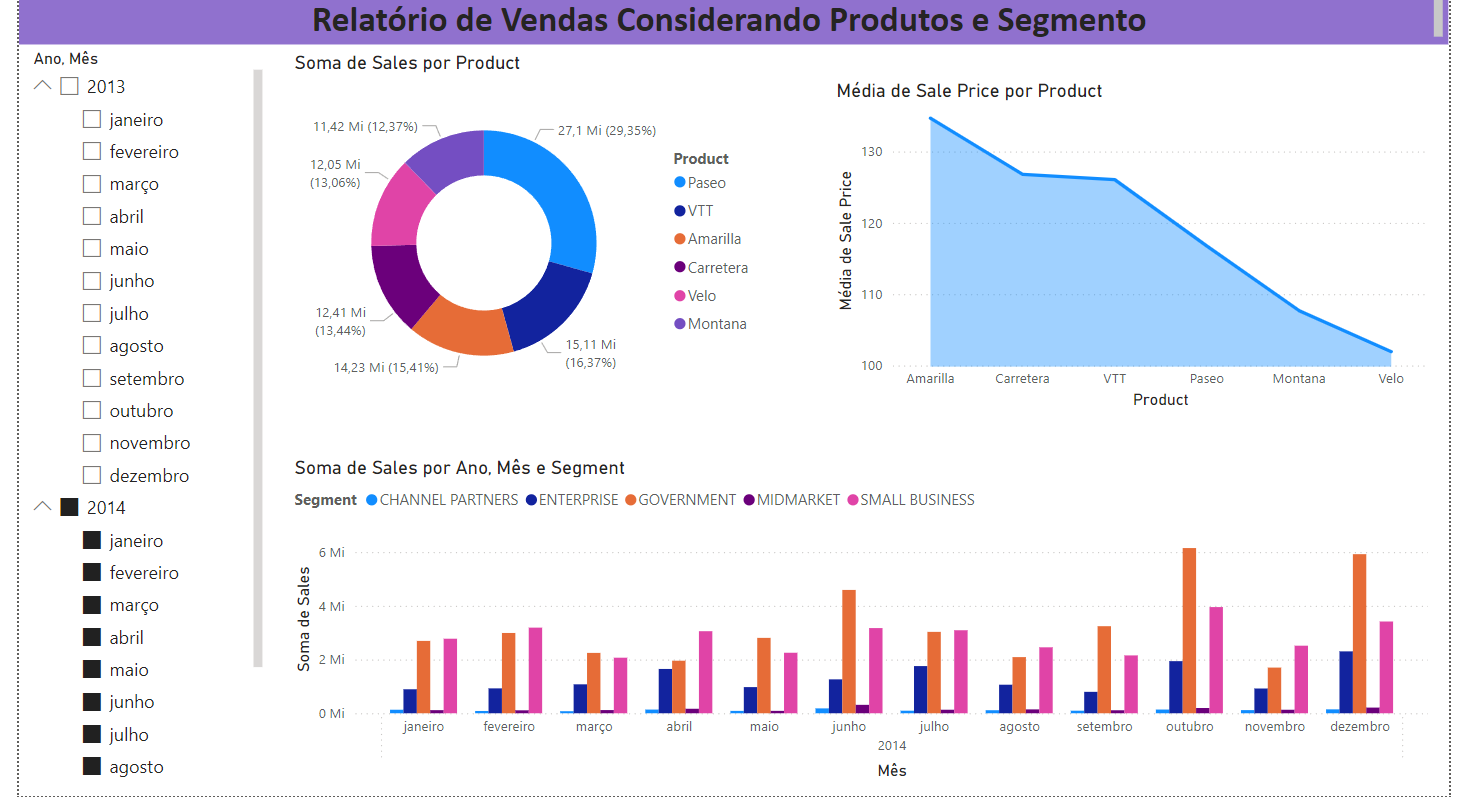 Relatório de Vendas Considerando Produtos e Segmento
Ano, Mês
2013
janeiro
fevereiro
março
abril
maio
junho
julho
agosto
setembro
outubro
novembro
dezembro
2014
janeiro
fevereiro
março
abril
maio
junho
julho
agosto
Soma de Sales por Product
11,42 Mi (12,37%)
27,1 Mi (29,35%)
12,05 Mi
(13,06%)
12,41 Mi
(13,44%)
15,11 Mi
(16,37%)
14,23 Mi (15,41%)
Product
Paseo
VTT
Amarilla
Carretera
Velo
Montana
Média de Sale Price por Product
Média de Sale Price
130
120
110
100
Amarilla Carretera VTT Paseo Montana Velo
Product
Soma de Sales por Ano, Mês e Segment
Segment CHANNEL PARTNERS ENTERPRISE GOVERNMENT MIDMARKET SMALL BUSINESS
Soma de Sales
6 Mi
4 Mi
2 Mi
0 Mi
janeiro fevereiro março abril maio junho julho agosto setembro outubro novembro dezembro
2014
Mês